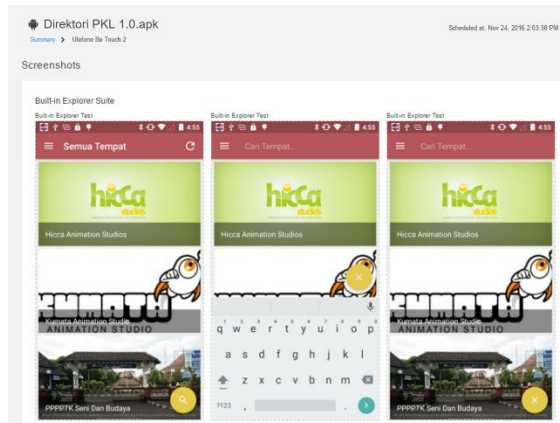 Direktori PKL 1.0.apk
Scheduled at: Nov 24, 2016 2:03:38 PM
Summary > Ulefone Be Touch 2
Screenshots
Built-in Explorer Suite
Built-in Explorer Test
4:55
Semua Tempat
hicca
studios
Hicca Animation Studios
KUMATA
Kumata Animation Studio
ANIMATION STUDIO
PPPPTK Seni Dan Budaya
Built-in Explorer Test
4:55
Cari Tempat...
hicca
studios
Hicca Animation Studios
q w e r t y u i o p
a s d f g h j k l
z x c v b n m
?123 , .
Built-in Explorer Test
4:55
Cari Tempat...
hicca
studios
Hicca Animation Studios
KUMATA
Kumata Animation Studio
ANIMATION STUDIO
PPPPTK Seni Dan Budaya